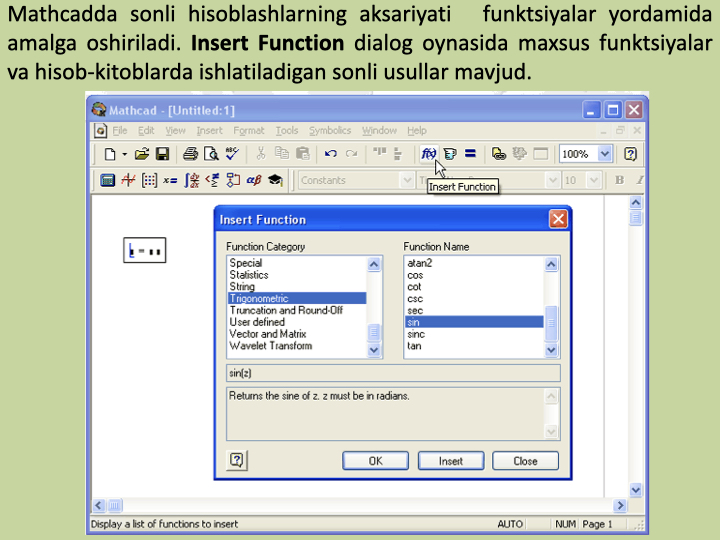 Mathcadda sonli hisoblashlarning aksariyati funktsiyalar yordamida
amalga oshiriladi. Insert Function dialog oynasida maxsus funktsiyalar
va hisob-kitoblarda ishlatiladigan sonli usullar mavjud.
Mathcad - [Untitled:1]
File Edit View Insert Format Tools Symbolics Window Help
f(x) 100%
x= αβ Constants 10 B I
Insert Function
Insert Function
Function Category Function Name
Special atan2
Statistics cos
String cot
Trigonometric csc
Truncation and Round-Off sec
User defined sin
Vector and Matrix sinc
Wavelet Transform tan
sin(z)
Returns the sine of z. z must be in radians.
OK Insert Close
Display a list of functions to insert AUTO NUM Page 1